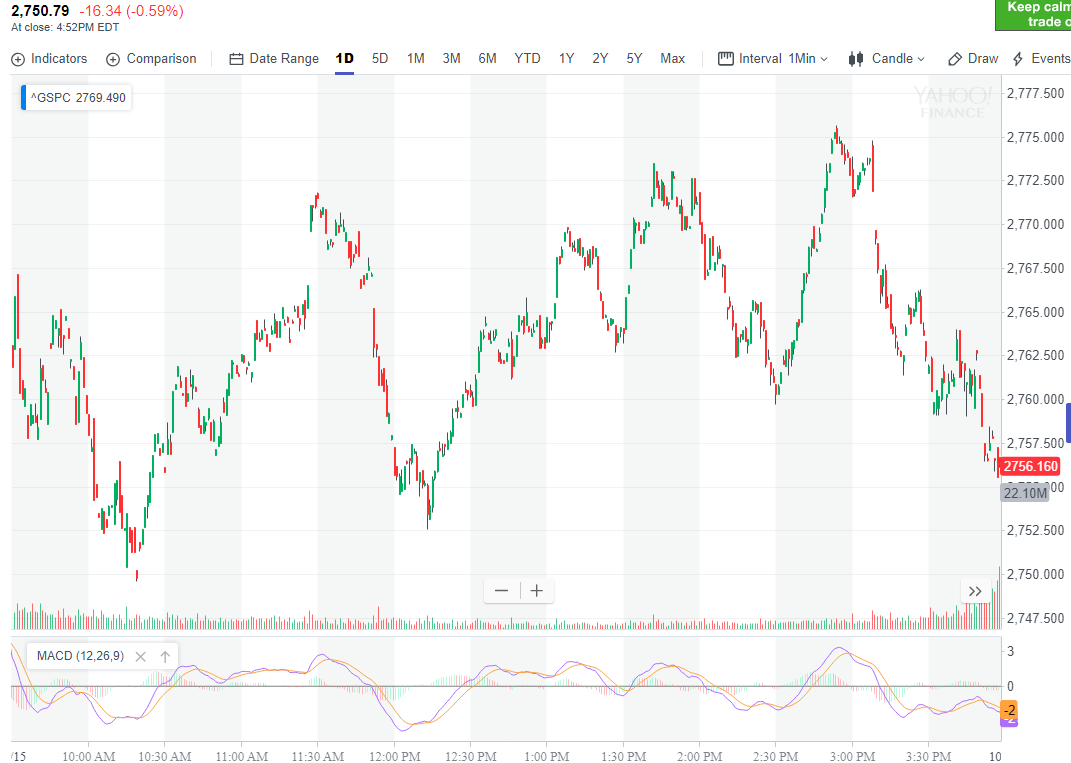 2,750.79 -16.34 (-0.59%)
At close: 4:52PM EDT
Keep calm
trade
Indicators Comparison Date Range 1D 5D 1M 3M 6M YTD 1Y 2Y 5Y Max Interval 1Min Candle Draw Events
^GSPC 2769.490
YAHOO!
FINANCE
2,777.500
2,775.000
2,772.500
2,770.000
2,767.500
2,765.000
2,762.500
2,760.000
2,757.500
2756.160
22.10M
2,752.500
2,750.000
2,747.500
MACD (12,26,9)
3
0
-2
/15 10:00 AM 10:30 AM 11:00 AM 11:30 AM 12:00 PM 12:30 PM 1:00 PM 1:30 PM 2:00 PM 2:30 PM 3:00 PM 3:30 PM 10